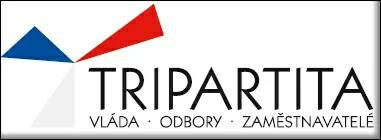 TRIPARTITA
VLÁDA · ODBORY · ZAMĚSTNAVATELÉ